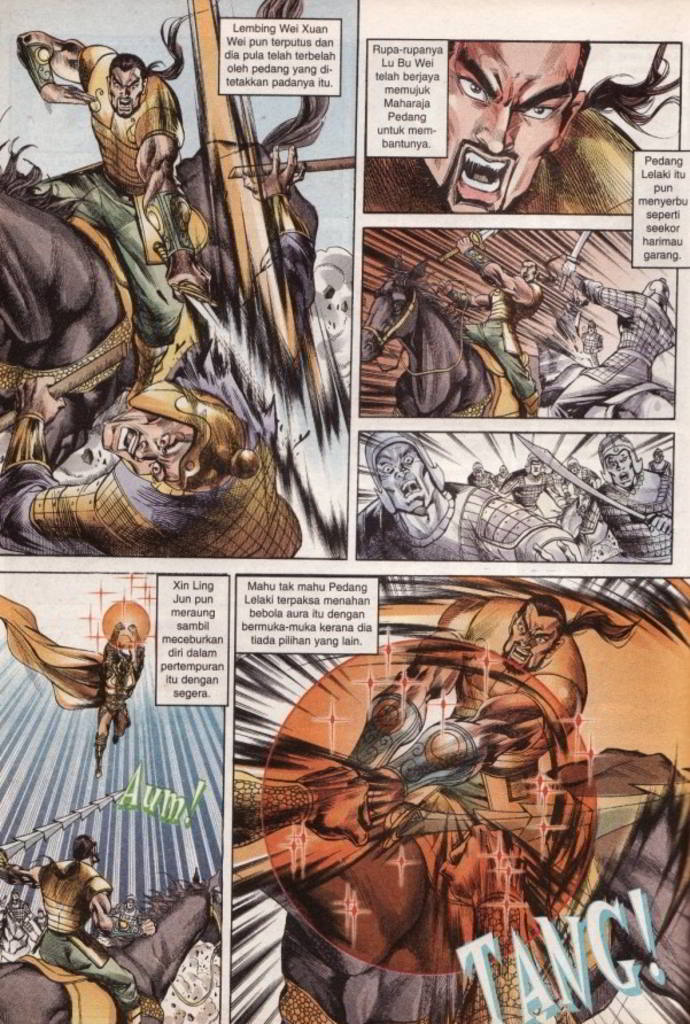 Lembing Wei Xuan
Wei pun terputus dan
dia pula telah terbelah
oleh pedang yang di-
tetakkan padanya itu.
Rupa-rupanya
Lu Bu Wei
telah berjaya
memujuk
Maharaja
Pedang
untuk mem-
bantunya.
Pedang
Lelaki itu
pun
menyerbu
seperti
seekor
harimau
garang.
Xin Ling
Jun pun
meraung
sambil
meceburkan
diri dalam
pertempuran
itu dengan
segera.
Aum!
Mahu tak mahu Pedang
Lelaki terpaksa menahan
bebola aura itu dengan
bermuka-muka kerana dia
tiada pilihan yang lain.
TANG!